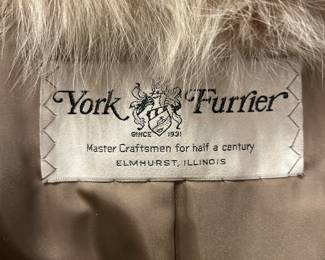 York Furrier
SINCE 1931
Master Craftsmen for half a century
ELMHURST, ILLINOIS